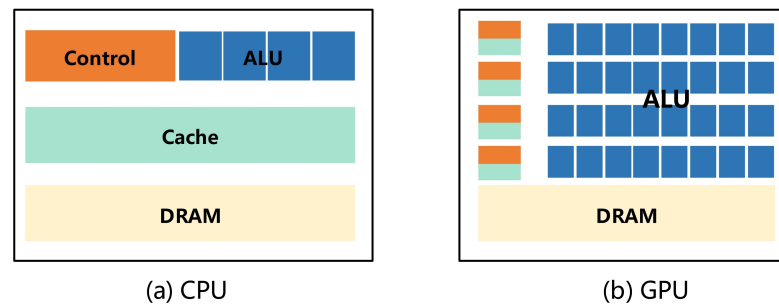 Control
ALU
Cache
DRAM
(a) CPU
ALU
DRAM
(b) GPU